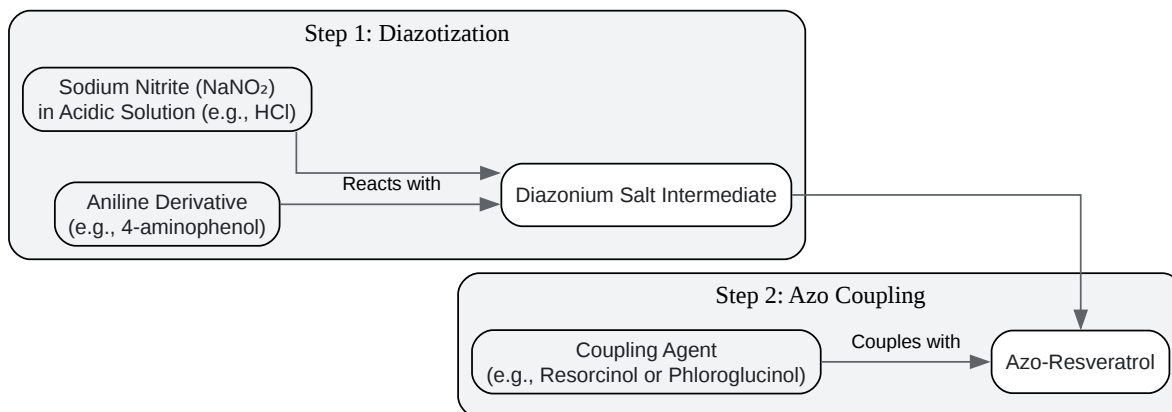 Step 1: Diazotization
Sodium Nitrite (NaNO₂)
in Acidic Solution (e.g., HCl)
Reacts with
Aniline Derivative
(e.g., 4-aminophenol)
Diazonium Salt Intermediate
Step 2: Azo Coupling
Coupling Agent
(e.g., Resorcinol or Phloroglucinol)
Couples with
Azo-Resveratrol